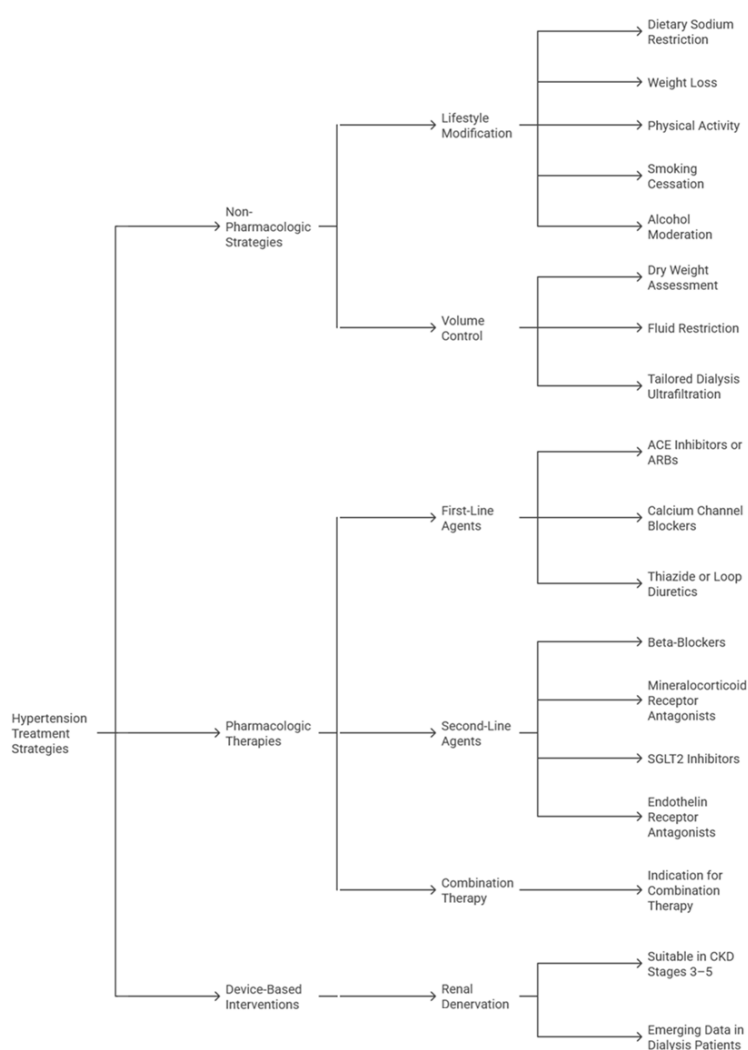 Dietary Sodium
Restriction
Weight Loss
Lifestyle
Modification
Physical Activity
Smoking
Cessation
Non-
Pharmacologic
Strategies
Alcohol
Moderation
Dry Weight
Assessment
Volume
Control
Fluid Restriction
Tailored Dialysis
Ultrafiltration
ACE Inhibitors or
ARBs
First-Line
Agents
Calcium Channel
Blockers
Thiazide or Loop
Diuretics
Beta-Blockers
Mineralocorticoid
Receptor
Antagonists
Hypertension
Treatment
Strategies
Pharmacologic
Therapies
Second-Line
Agents
SGLT2 Inhibitors
Endothelin
Receptor
Antagonists
Combination
Therapy
Indication for
Combination
Therapy
Suitable in CKD
Stages 3–5
Device-Based
Interventions
Renal
Denervation
Emerging Data in
Dialysis Patients